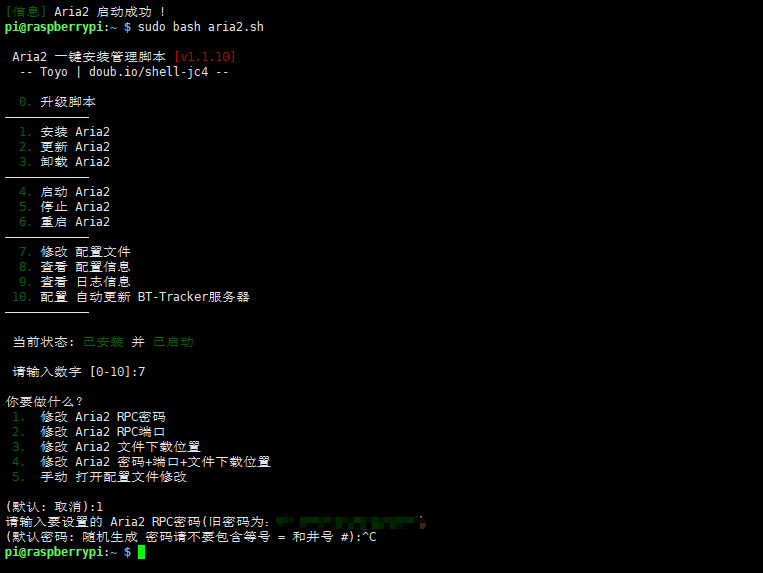 [信息] Aria2 启动成功 !
pi@raspberrypi:~ $ sudo bash aria2.sh
Aria2 一键安装管理脚本 [v1.1.10]
-- Toyo | doub.io/shell-jc4 --
0. 升级脚本
————————————
1. 安装 Aria2
2. 更新 Aria2
3. 卸载 Aria2
————————————
4. 启动 Aria2
5. 停止 Aria2
6. 重启 Aria2
————————————
7. 修改 配置文件
8. 查看 配置信息
9. 查看 日志信息
10. 配置 自动更新 BT-Tracker服务器
————————————
当前状态: 已安装 并 已启动
请输入数字 [0-10]:7
你要做什么？
1. 修改 Aria2 RPC密码
2. 修改 Aria2 RPC端口
3. 修改 Aria2 文件下载位置
4. 修改 Aria2 密码+端口+文件下载位置
5. 手动 打开配置文件修改
(默认: 取消):1
请输入要设置的 Aria2 RPC密码(旧密码为:
(默认密码: 随机生成 密码请不要包含等号 = 和井号 #):^C
pi@raspberrypi:~ $